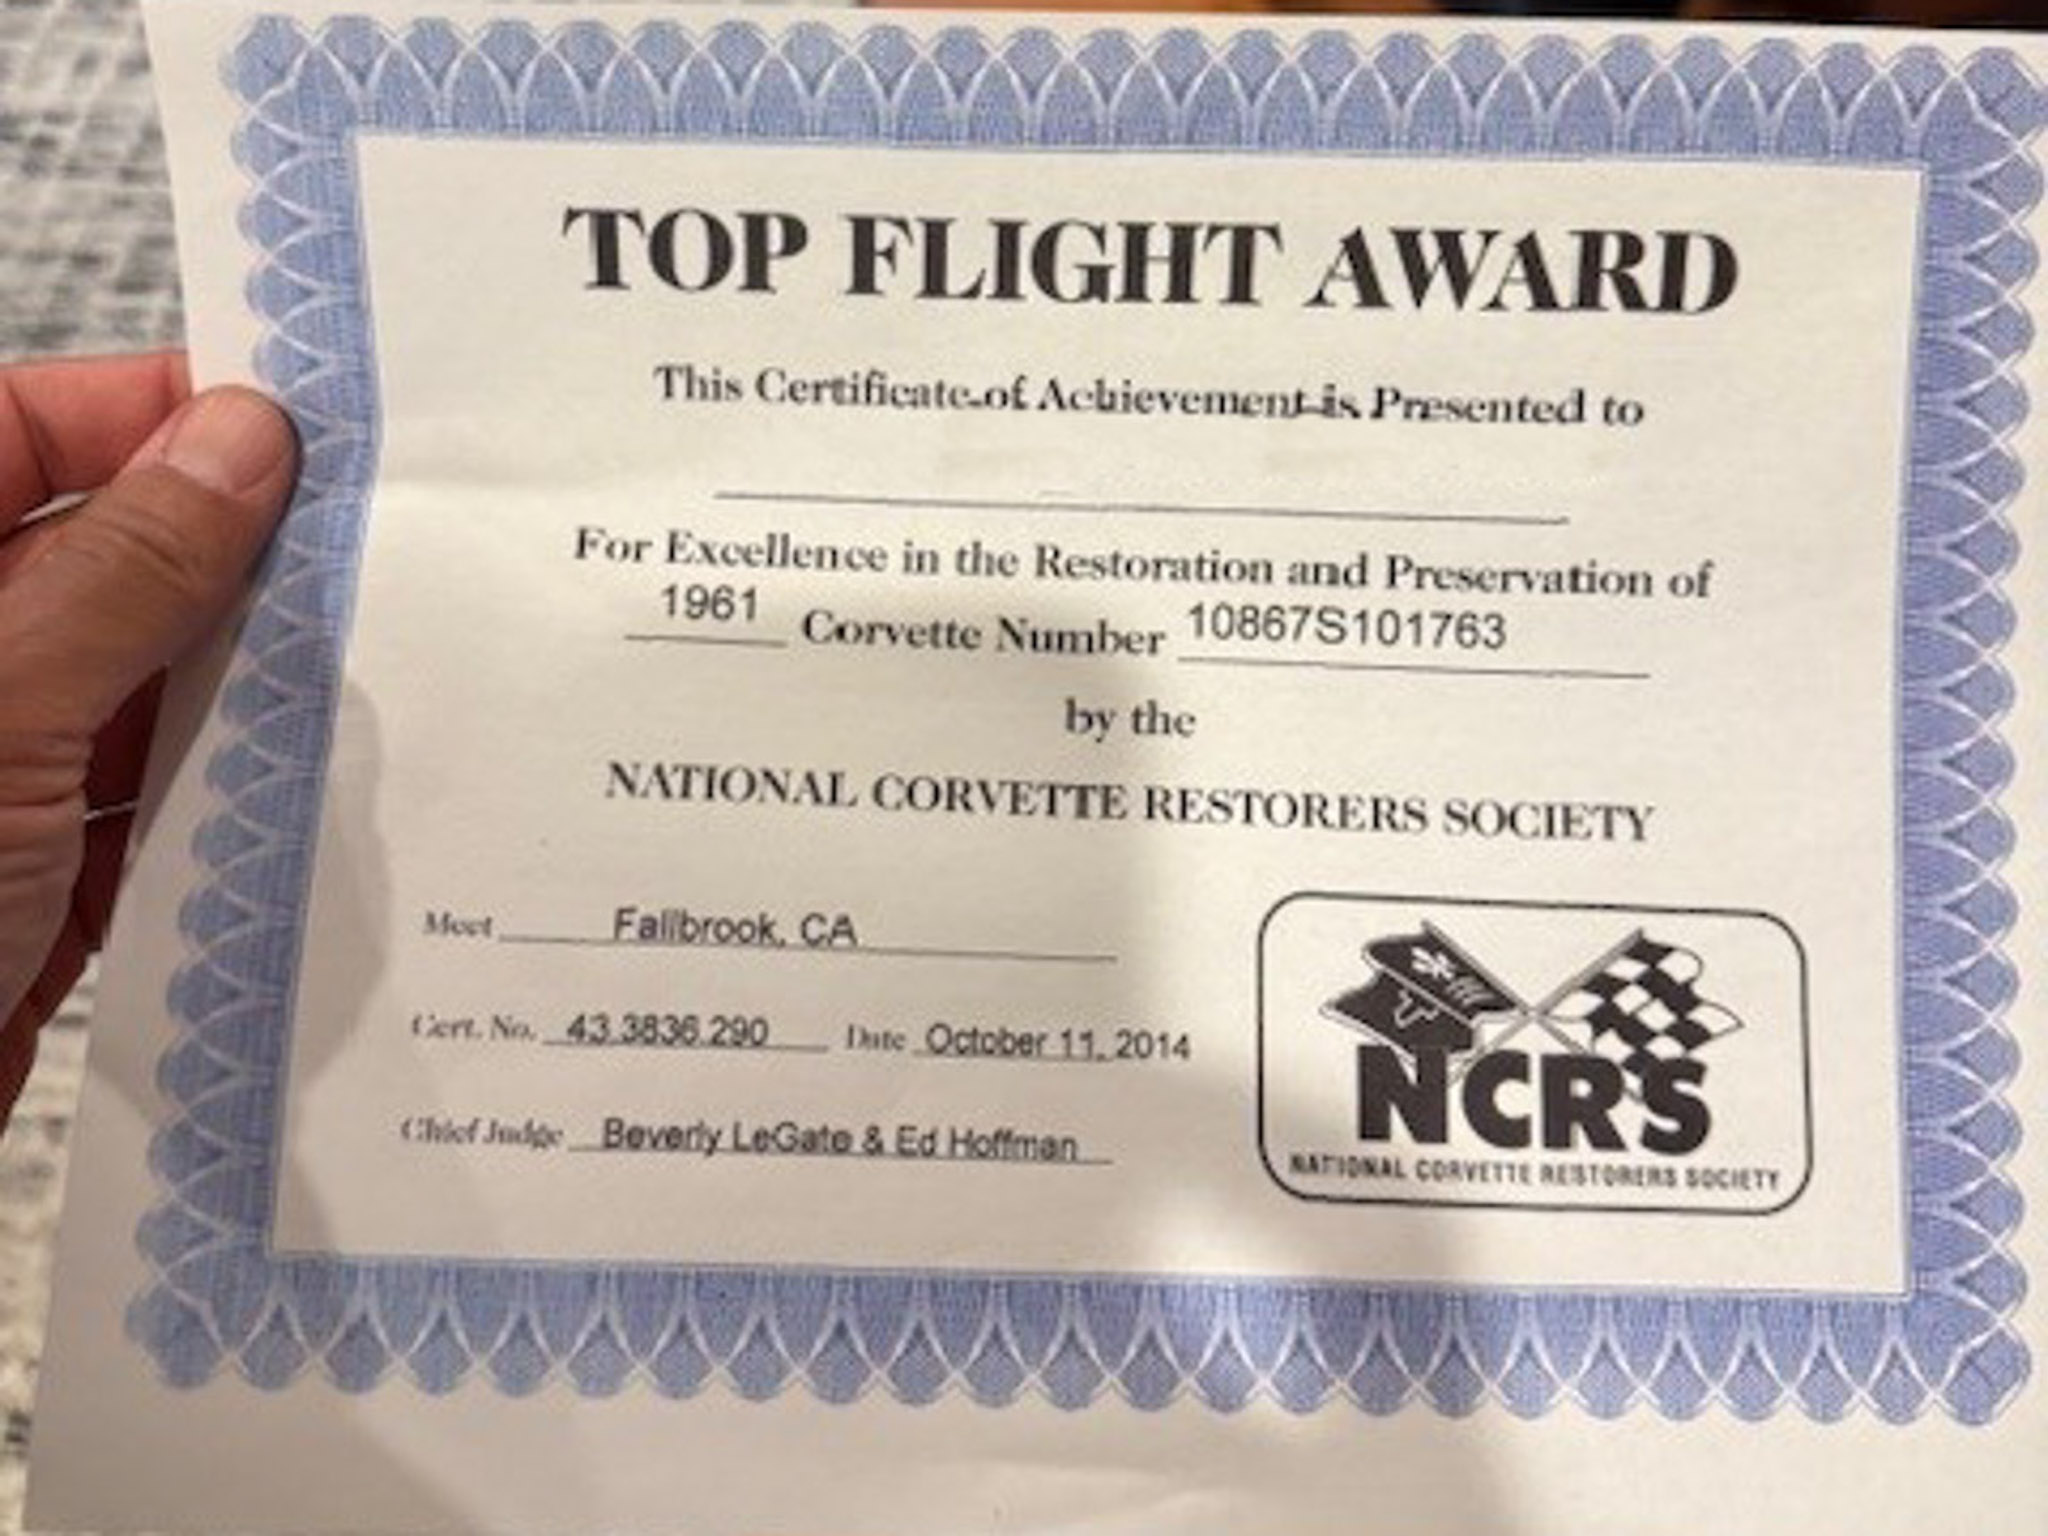 TOP FLIGHT AWARD
This Certificate of Achievement is Presented to
For Excellence in the Restoration and Preservation of
1961 Corvette Number 10867S101763
by the
NATIONAL CORVETTE RESTORERS SOCIETY
Meet Fallbrook, CA
Cert. No. 43.3836.290 Date October 11, 2014
Chief Judge Beverly LeGate & Ed Hoffman
NCRS
NATIONAL CORVETTE RESTORERS SOCIETY